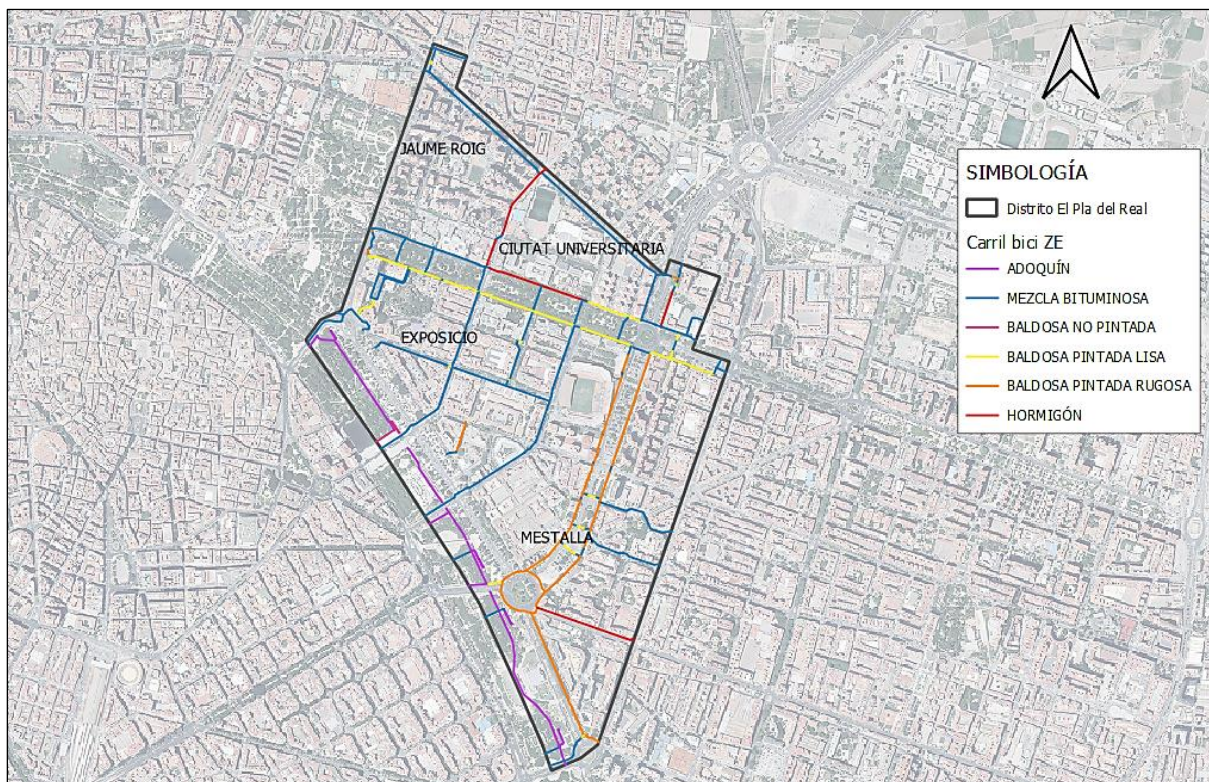 JAUME ROIG
CIUTAT UNIVERSITARIA
EXPOSICIO
MESTALLA
SIMBOLOGÍA
Distrito El Pla del Real
Carril bici ZE
ADOQUÍN
MEZCLA BITUMINOSA
BALDOSA NO PINTADA
BALDOSA PINTADA LISA
BALDOSA PINTADA RUGOSA
HORMIGÓN